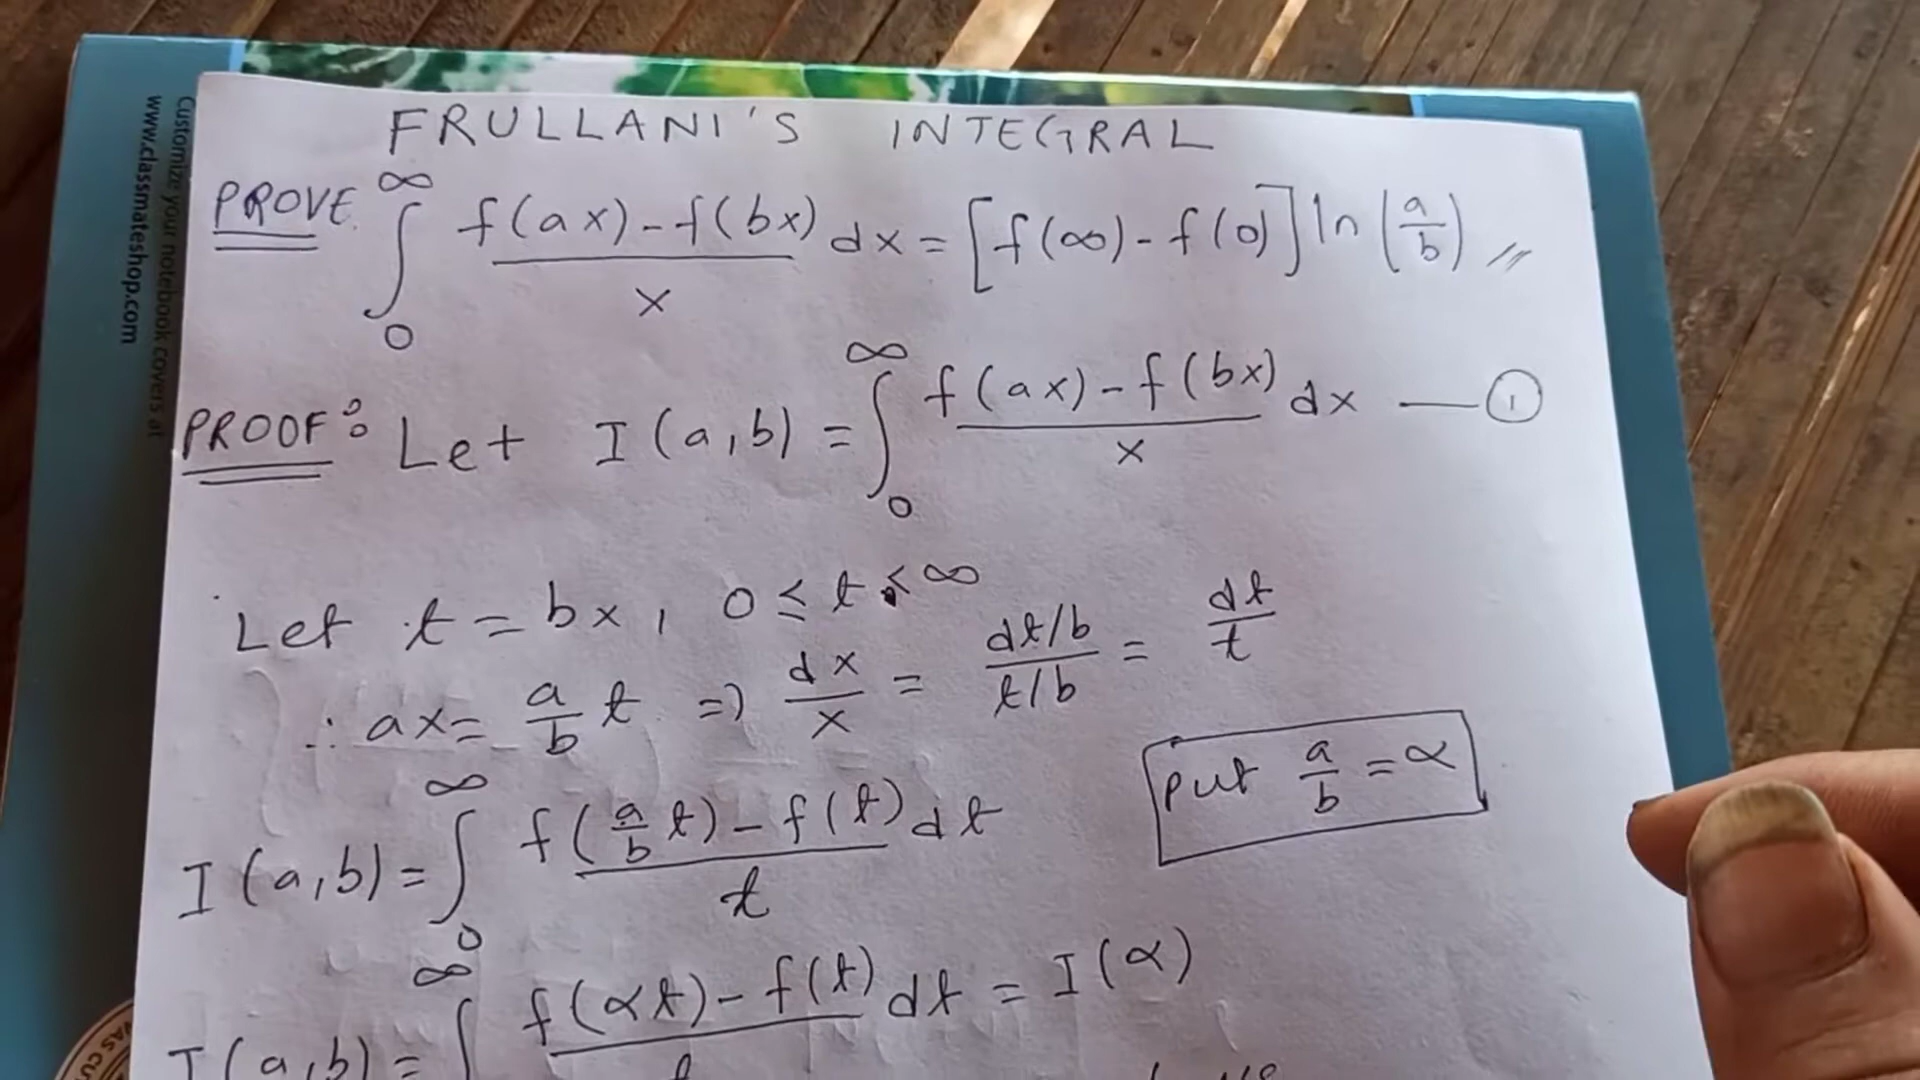 Customize your notebook covers at
www.classmateshop.com
FRULLANI'S INTEGRAL
PROVE ∫₀^∞ (f(ax)-f(bx))/x dx = [f(∞)-f(0)] ln(a/b) //
PROOF: Let I(a,b) = ∫₀^∞ (f(ax)-f(bx))/x dx — ①
Let t = bx, 0 ≤ t < ∞
∴ ax = a/b t => dx/x = (dt/b)/(t/b) = dt/t
put a/b = α
I(a,b) = ∫₀^∞ (f(a/b t) - f(t))/t dt
I(a,b) = ∫^∞ (f(αt) - f(t))/t dt = I(α)